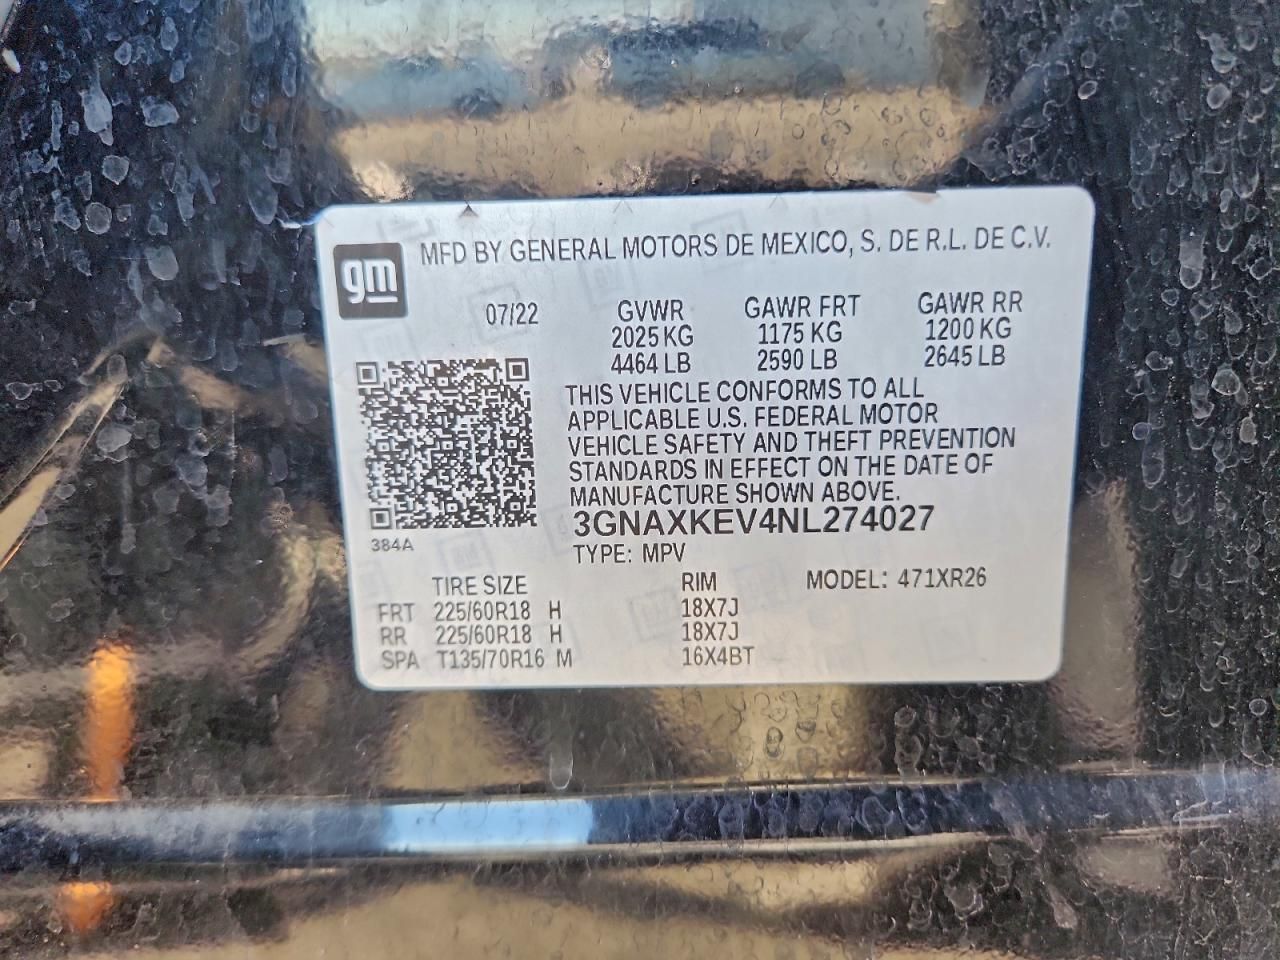 gm
MFD BY GENERAL MOTORS DE MEXICO, S. DE R.L. DE C.V.
07/22 GVWR GAWR FRT GAWR RR
2025 KG 1175 KG 1200 KG
4464 LB 2590 LB 2645 LB
THIS VEHICLE CONFORMS TO ALL
APPLICABLE U.S. FEDERAL MOTOR
VEHICLE SAFETY AND THEFT PREVENTION
STANDARDS IN EFFECT ON THE DATE OF
MANUFACTURE SHOWN ABOVE.
3GNAXKEV4NL274027
384A
TYPE: MPV
TIRE SIZE RIM MODEL: 471XR26
FRT 225/60R18 H 18X7J
RR 225/60R18 H 18X7J
SPA T135/70R16 M 16X4BT